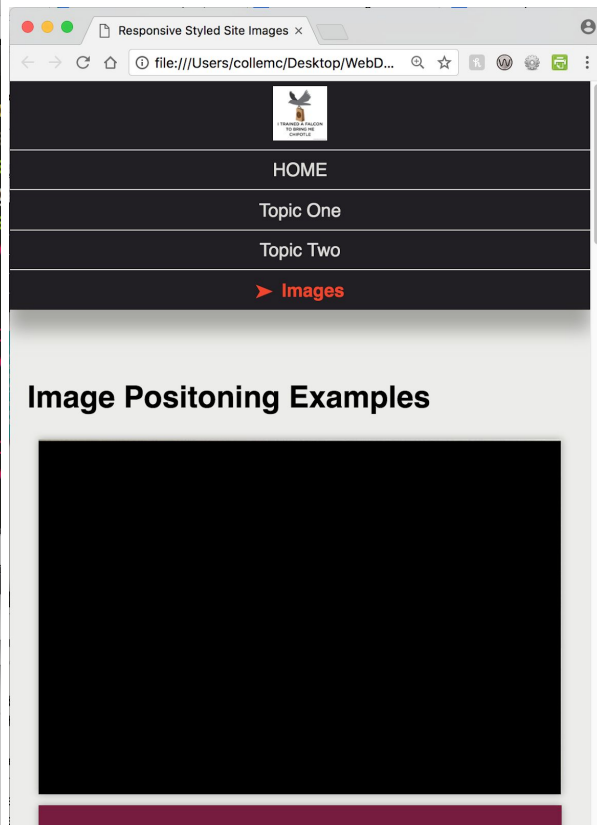 Responsive Styled Site Images ×
file:///Users/collemc/Desktop/WebD...
I TRAINED A FALCON
TO BRING ME
CHIPOTLE
HOME
Topic One
Topic Two
➤ Images
Image Positoning Examples